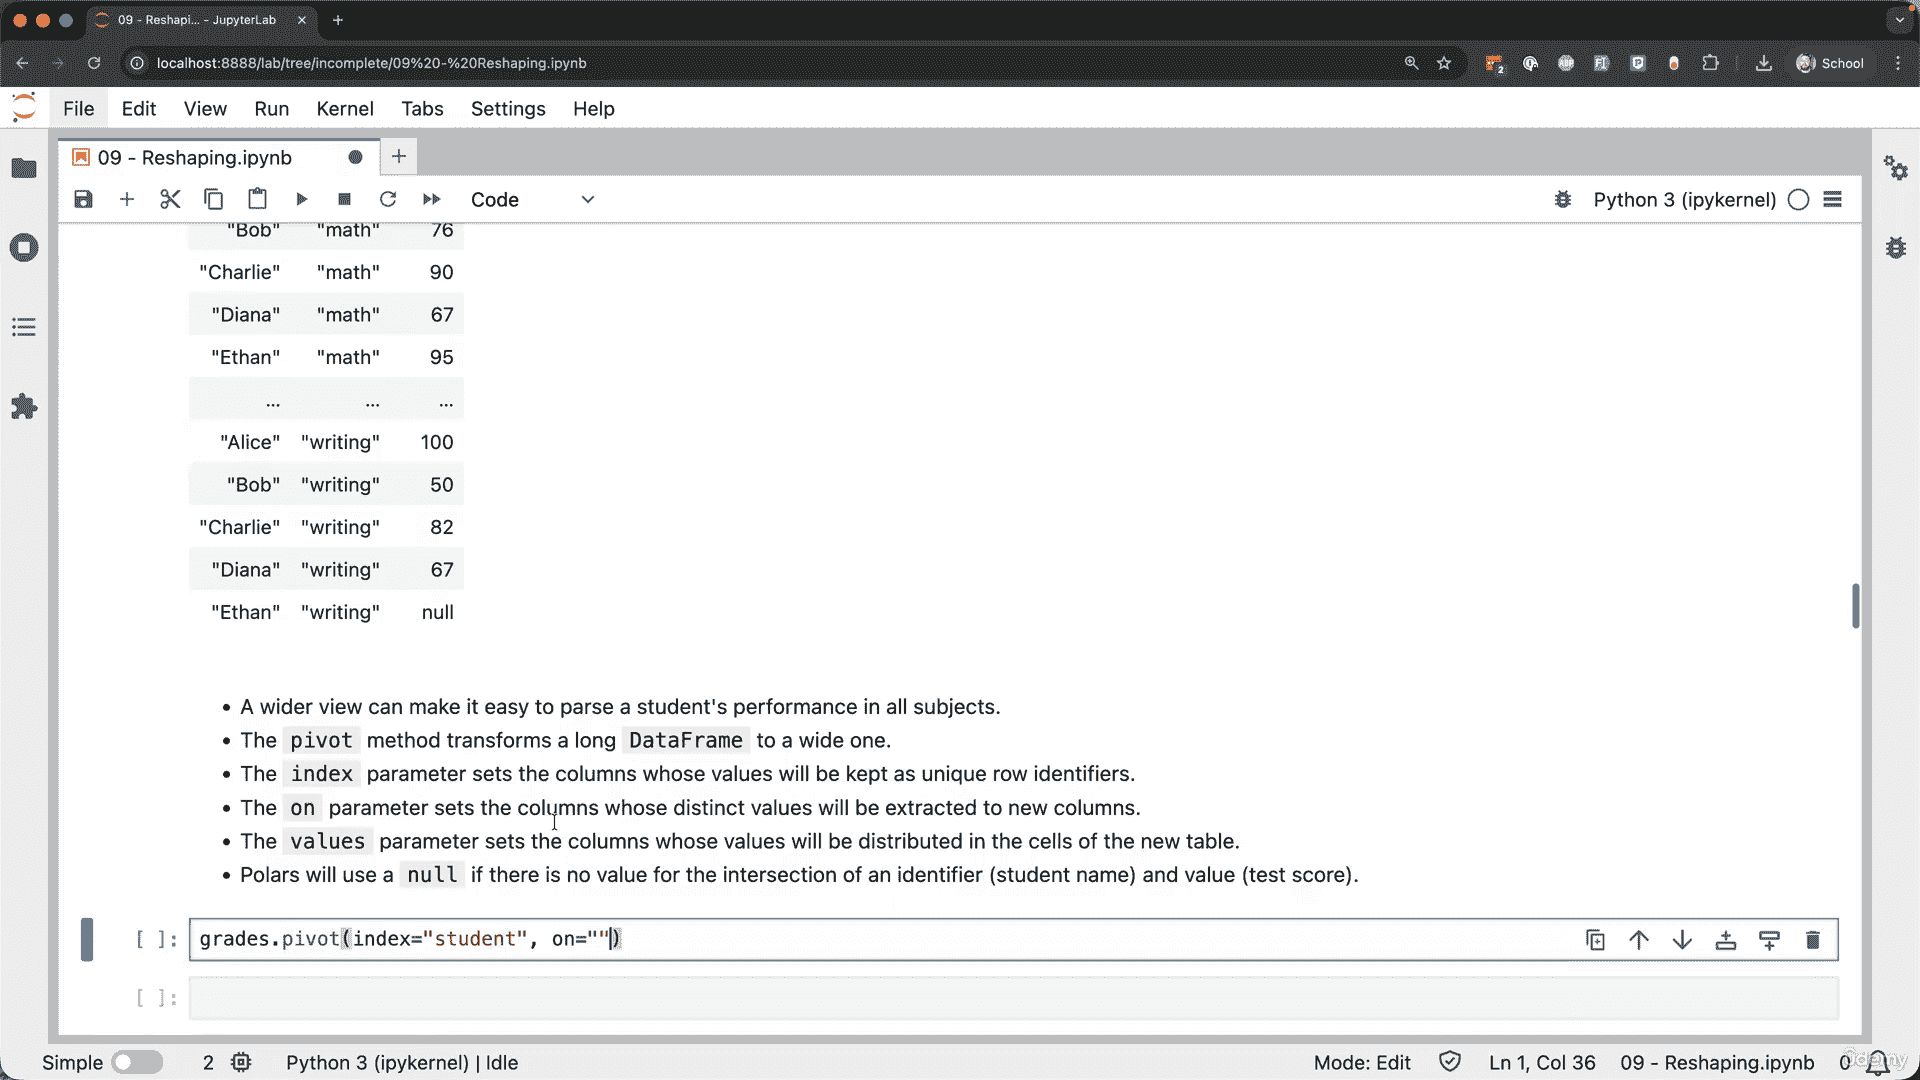 09 - Reshapi... - JupyterLab
localhost:8888/lab/tree/incomplete/09%20-%20Reshaping.ipynb
2
ABP
School
File Edit View Run Kernel Tabs Settings Help
09 - Reshaping.ipynb
Code
Python 3 (ipykernel)
"Bob" "math" 76
"Charlie" "math" 90
"Diana" "math" 67
"Ethan" "math" 95
... ... ...
"Alice" "writing" 100
"Bob" "writing" 50
"Charlie" "writing" 82
"Diana" "writing" 67
"Ethan" "writing" null
• A wider view can make it easy to parse a student's performance in all subjects.
• The pivot method transforms a long DataFrame to a wide one.
• The index parameter sets the columns whose values will be kept as unique row identifiers.
• The on parameter sets the columns whose distinct values will be extracted to new columns.
• The values parameter sets the columns whose values will be distributed in the cells of the new table.
• Polars will use a null if there is no value for the intersection of an identifier (student name) and value (test score).
[ ]: grades.pivot(index="student", on="")
[ ]:
Simple 2 Python 3 (ipykernel) | Idle Mode: Edit Ln 1, Col 36 09 - Reshaping.ipynb 0
udemy